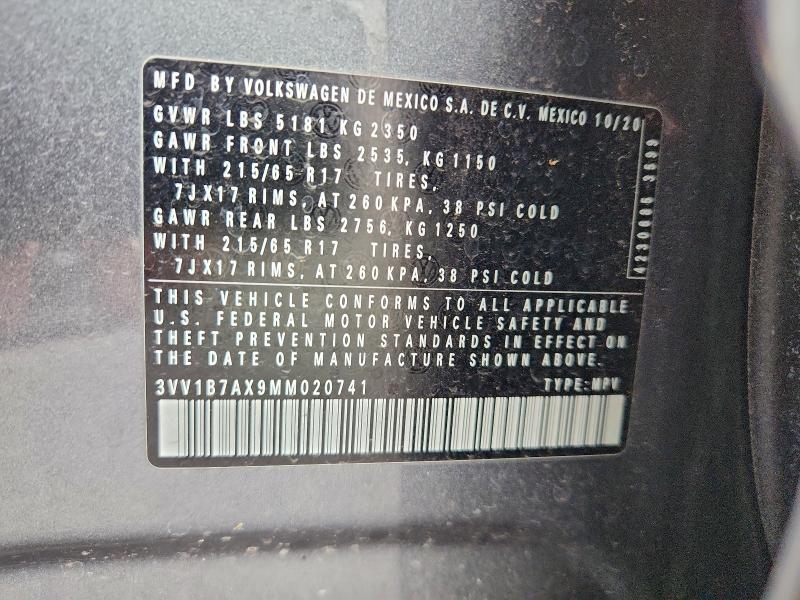 MFD BY VOLKSWAGEN DE MEXICO S.A. DE C.V. MEXICO 10/20
GVWR LBS 5181 KG 2350
GAWR FRONT LBS 2535, KG 1150
WITH 215/65 R17 TIRES,
7JX17 RIMS, AT 260 KPA, 38 PSI COLD
GAWR REAR LBS 2756, KG 1250
WITH 215/65 R17 TIRES,
7JX17 RIMS, AT 260 KPA, 38 PSI COLD
THIS VEHICLE CONFORMS TO ALL APPLICABLE
U.S. FEDERAL MOTOR VEHICLE SAFETY AND
THEFT PREVENTION STANDARDS IN EFFECT ON
THE DATE OF MANUFACTURE SHOWN ABOVE.
3VV1B7AX9MM020741 TYPE: MPV